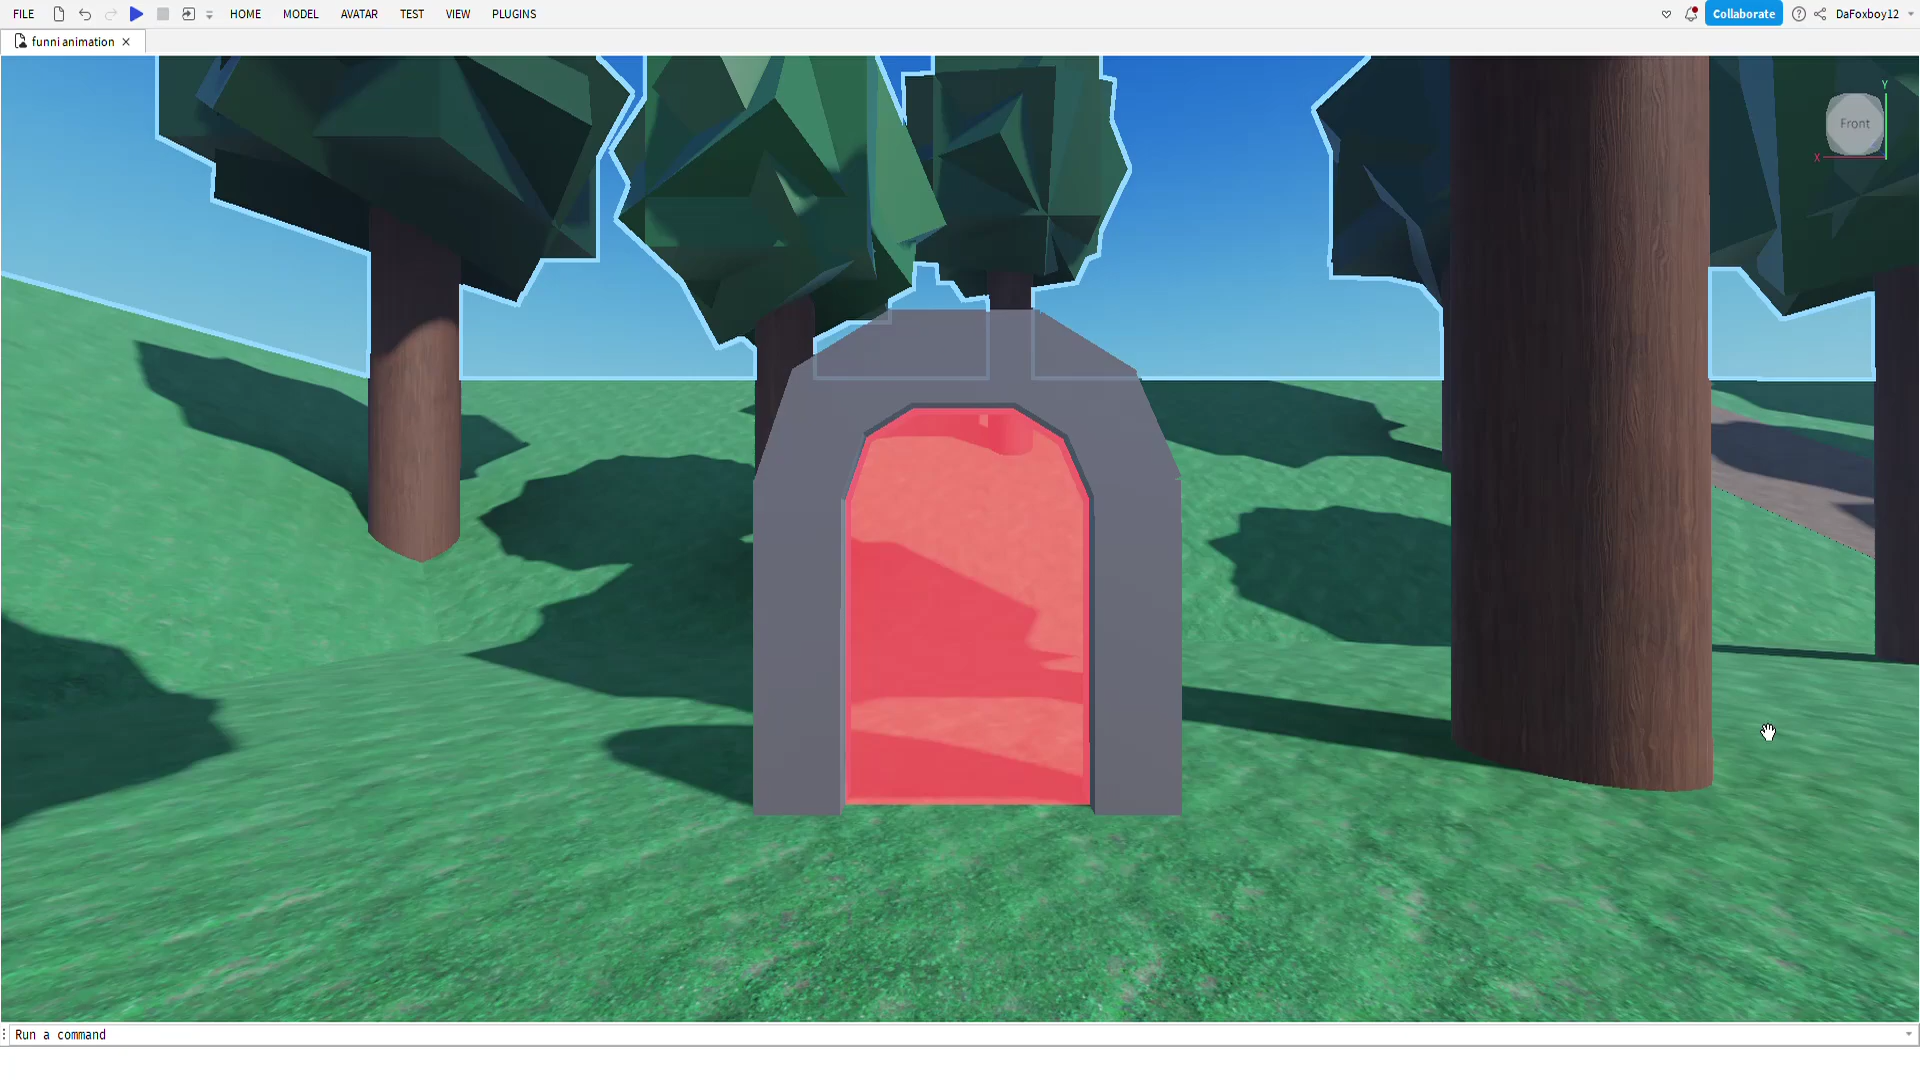 FILE HOME MODEL AVATAR TEST VIEW PLUGINS Collaborate DaFoxboy12
funni animation
Y
Front
X
Run a command